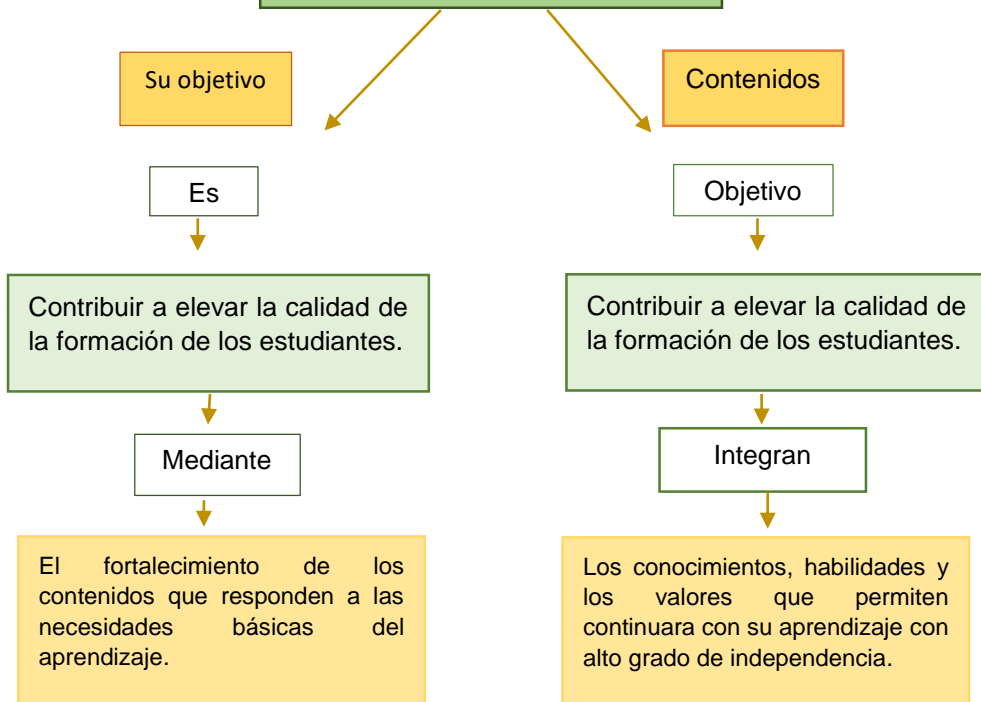 Su objetivo
Contenidos
Es
Objetivo
Contribuir a elevar la calidad de
la formación de los estudiantes.
Contribuir a elevar la calidad de
la formación de los estudiantes.
Mediante
Integran
El fortalecimiento de los
contenidos que responden a las
necesidades básicas del
aprendizaje.
Los conocimientos, habilidades y
los valores que permiten
continuara con su aprendizaje con
alto grado de independencia.